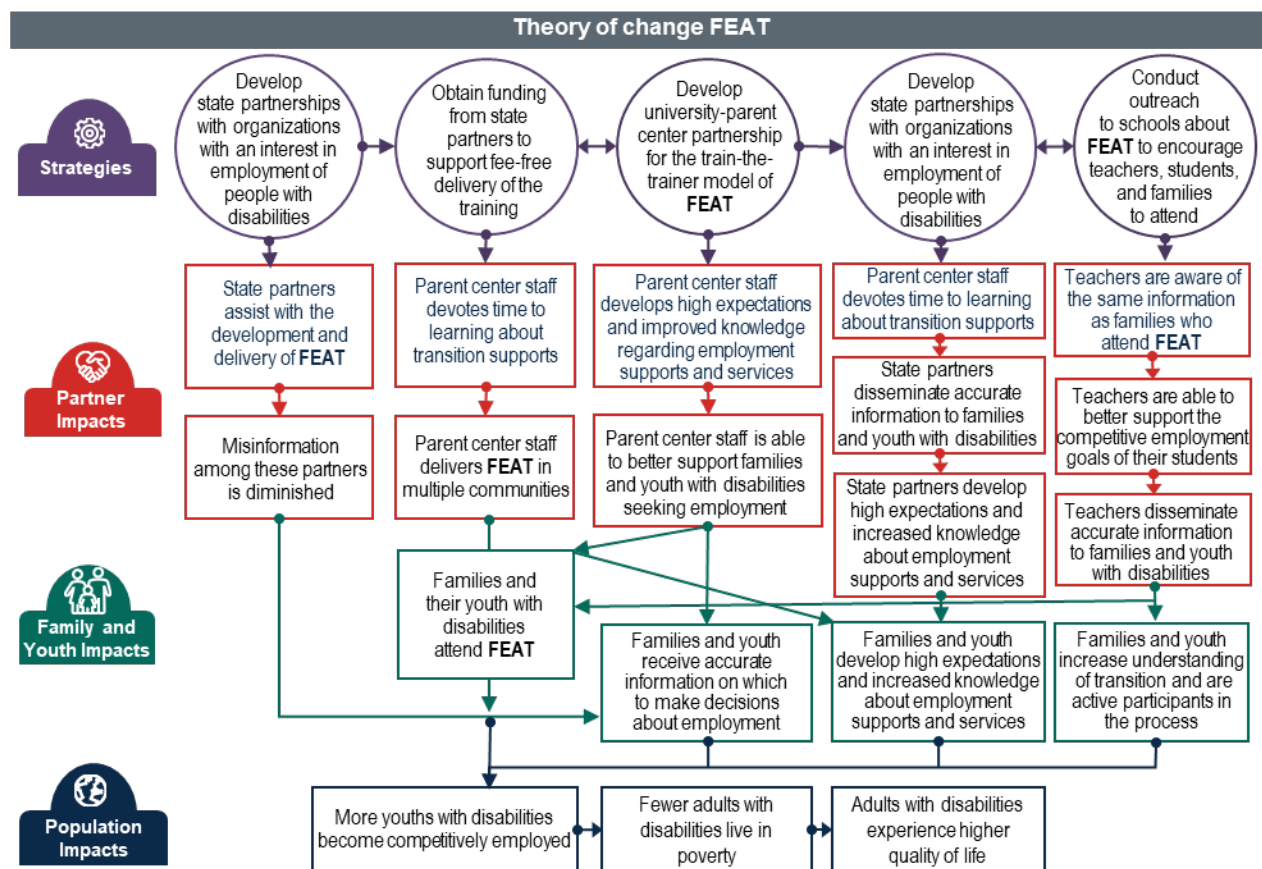 Theory of change FEAT
Strategies
Develop
state partnerships
with organizations
with an interest in
employment of
people with
disabilities
Obtain funding
from state
partners to
support fee-free
delivery of the
training
Develop
university-parent
center partnership
for the train-the-
trainer model of
FEAT
Develop
state partnerships
with organizations
with an interest in
employment of
people with
disabilities
Conduct
outreach
to schools about
FEAT to encourage
teachers, students,
and families
to attend
Partner
Impacts
State partners
assist with the
development and
delivery of FEAT
Parent center staff
devotes time to
learning about
transition supports
Parent center staff
develops high expectations
and improved knowledge
regarding employment
supports and services
Parent center staff
devotes time to learning
about transition supports
Teachers are aware of
the same information
as families who
attend FEAT
State partners
disseminate accurate
information to families
and youth with disabilities
Teachers are able to
better support the
competitive employment
goals of their students
Misinformation
among these partners
is diminished
Parent center staff
delivers FEAT in
multiple communities
Parent center staff is able
to better support families
and youth with disabilities
seeking employment
State partners develop
high expectations and
increased knowledge
about employment
supports and services
Teachers disseminate
accurate information
to families and youth
with disabilities
Family and
Youth Impacts
Families and
their youth with
disabilities
attend FEAT
Families and youth
receive accurate
information on which
to make decisions
about employment
Families and youth
develop high expectations
and increased knowledge
about employment
supports and services
Families and youth
increase understanding
of transition and are
active participants in
the process
Population
Impacts
More youths with disabilities
become competitively employed
Fewer adults with
disabilities live in
poverty
Adults with disabilities
experience higher
quality of life